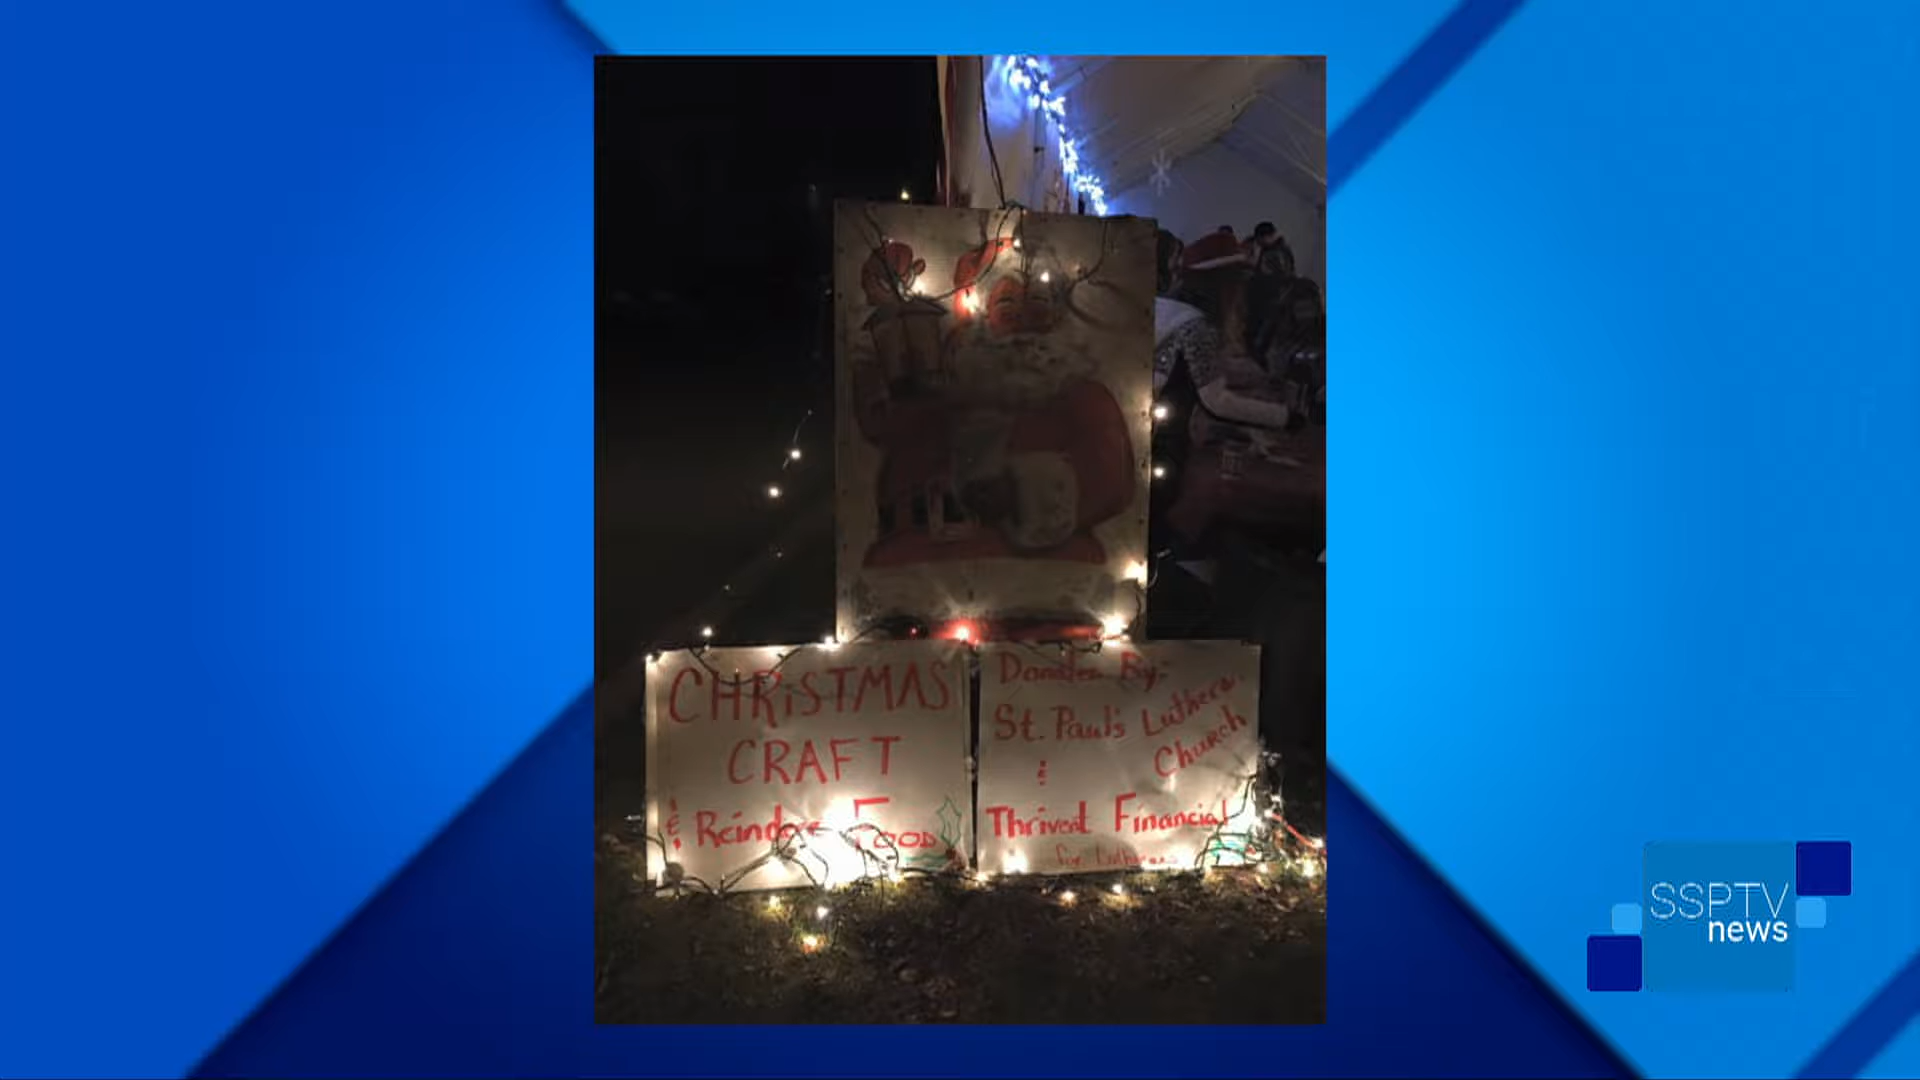 CHRiSTMAS
CRAFT
& Reindeer Food
Donated By:
St. Paul's Lutheran
Church
&
Thrivent Financial
for Lutherans
SSPTV
news